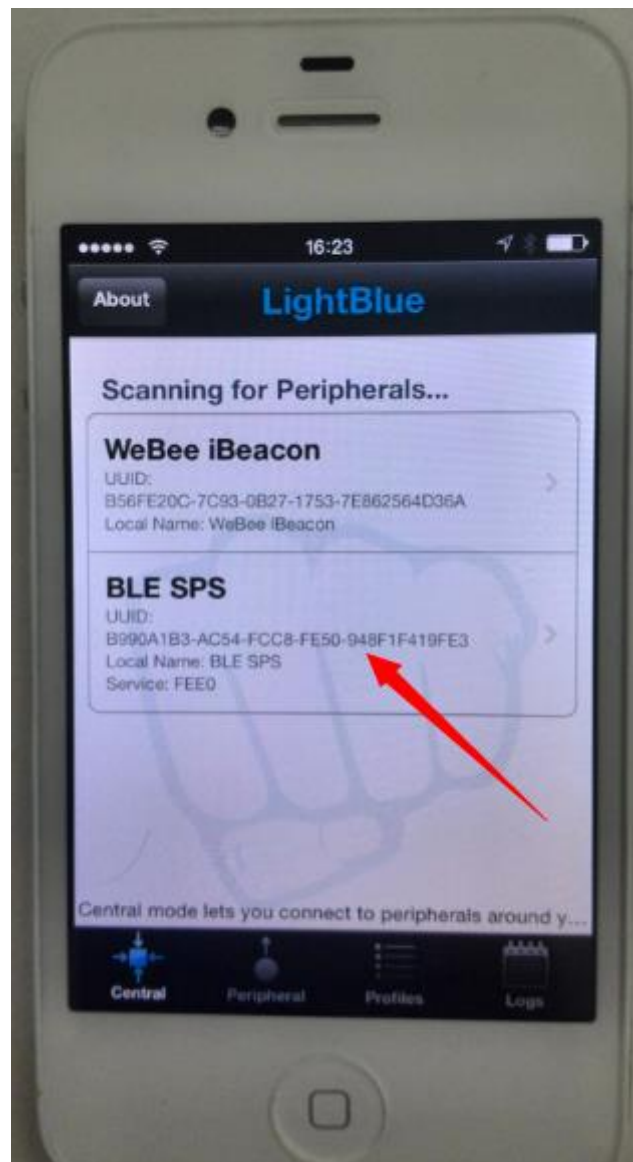 16:23
About
LightBlue
Scanning for Peripherals...
WeBee iBeacon
UUID:
B56FE20C-7C93-0B27-1753-7E862564D36A
Local Name: WeBee iBeacon
BLE SPS
UUID:
B990A1B3-AC54-FCC8-FE50-948F1F419FE3
Local Name: BLE SPS
Service: FEE0
Central mode lets you connect to peripherals around y...
Central
Peripheral
Profiles
Logs